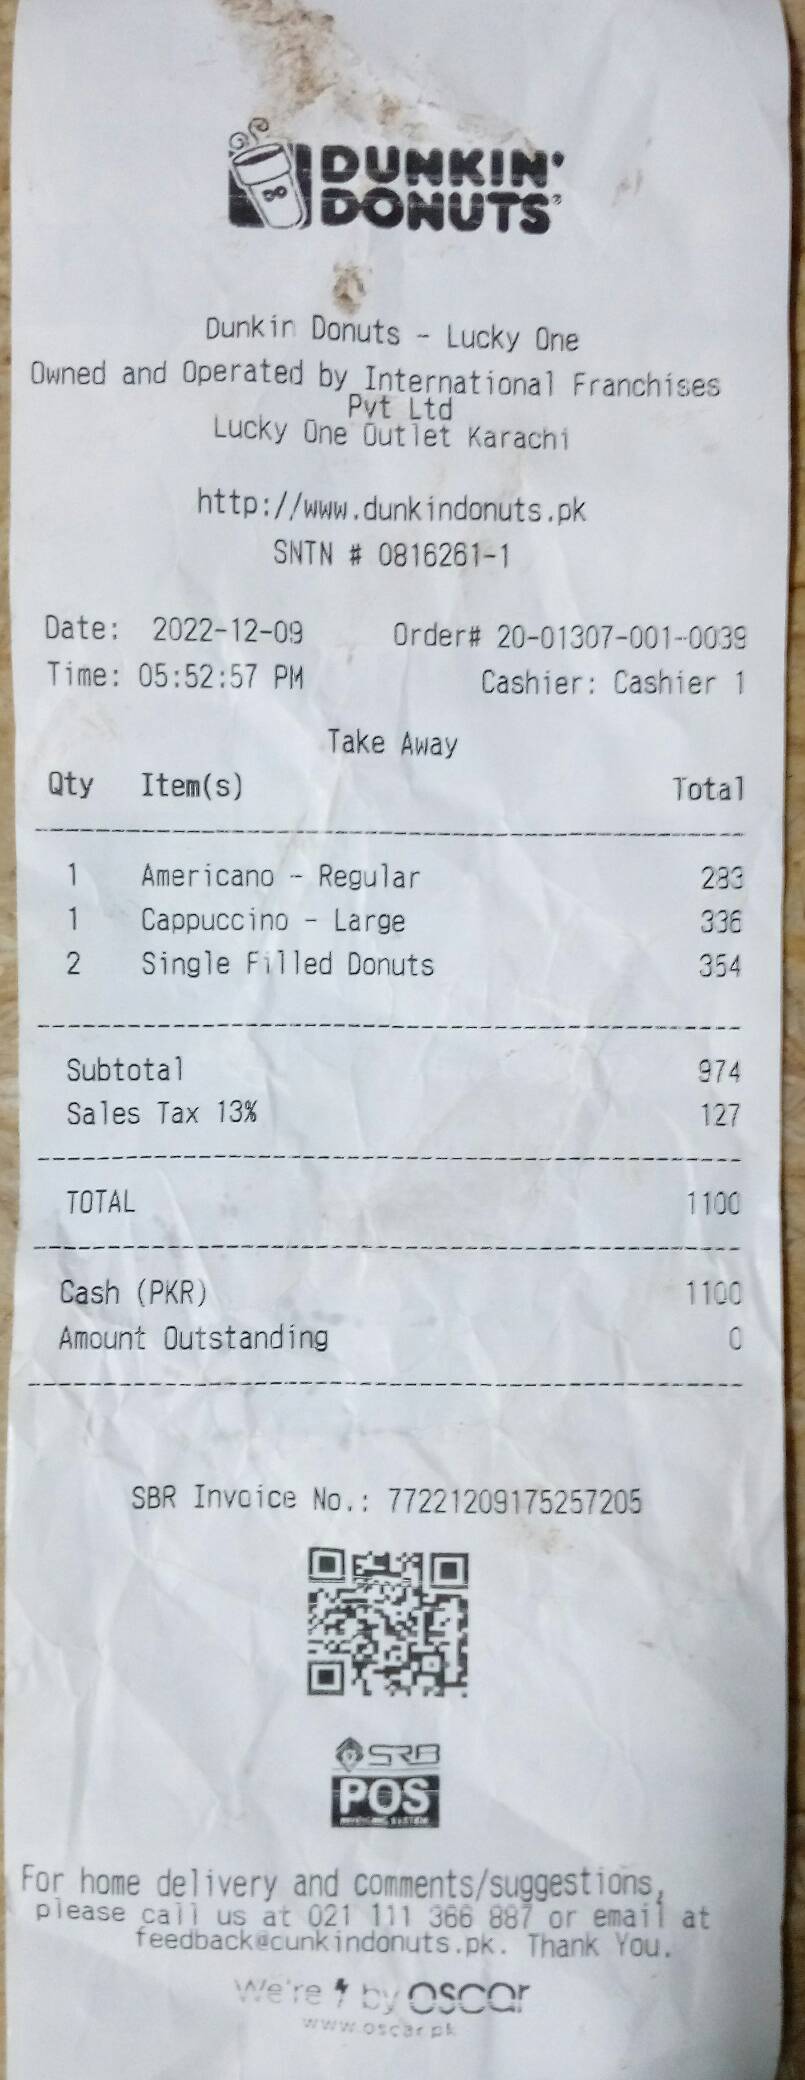 DUNKIN'
DONUTS®
Dunkin Donuts - Lucky One
Owned and Operated by International Franchises
Pvt Ltd
Lucky One Outlet Karachi
http://www.dunkindonuts.pk
SNTN # 0816261-1
Date: 2022-12-09 Order# 20-01307-001-0039
Time: 05:52:57 PM Cashier: Cashier 1
Take Away
Qty Item(s) Total
1 Americano - Regular 283
1 Cappuccino - Large 336
2 Single Filled Donuts 354
Subtotal 974
Sales Tax 13% 127
TOTAL 1100
Cash (PKR) 1100
Amount Outstanding 0
SBR Invoice No.: 77221209175257205
SRB
POS
For home delivery and comments/suggestions,
please call us at 021 111 366 887 or email at
feedback@cunkindonuts.pk. Thank You.
We're by OSCAR
www.oscar.pk